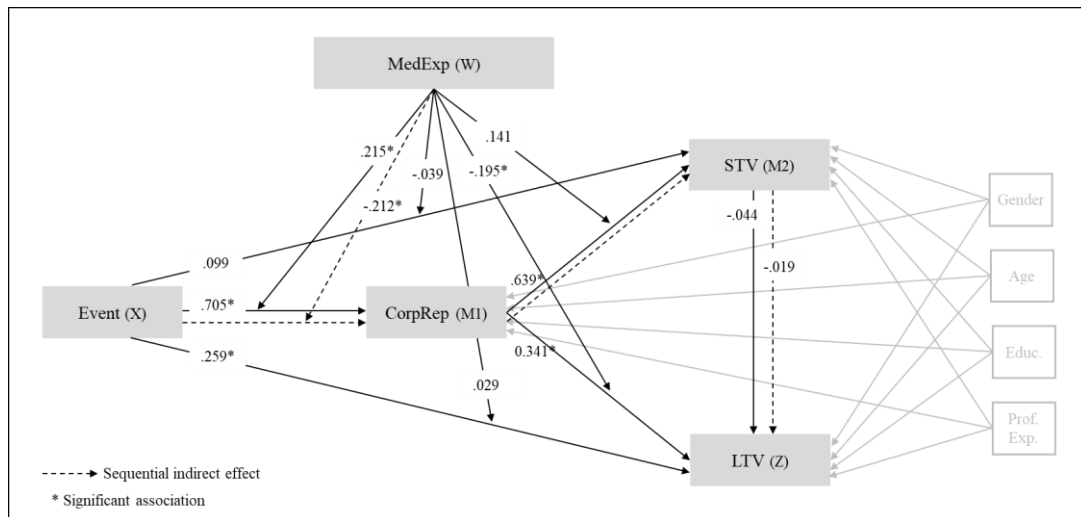 MedExp (W)
.141
.215*
-.039
-.195*
STV (M2)
-.212*
Gender
-.044
-.019
.099
.639*
Age
Event (X)
.705*
CorpRep (M1)
.259*
0.341*
Educ.
.029
Prof.
Exp.
LTV (Z)
Sequential indirect effect
* Significant association